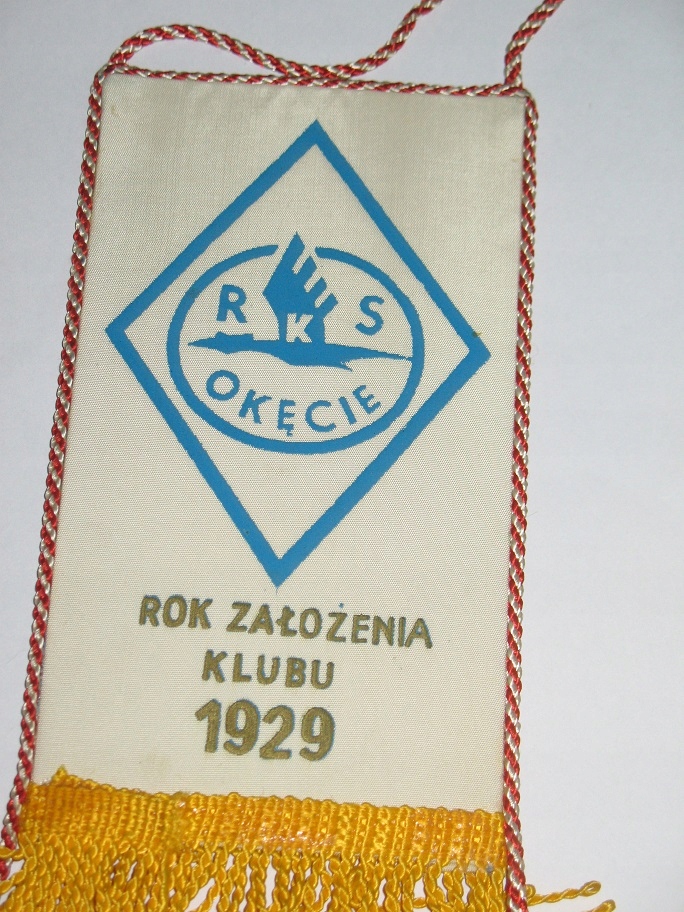 R K S
OKĘCIE
ROK ZAŁOŻENIA
KLUBU
1929